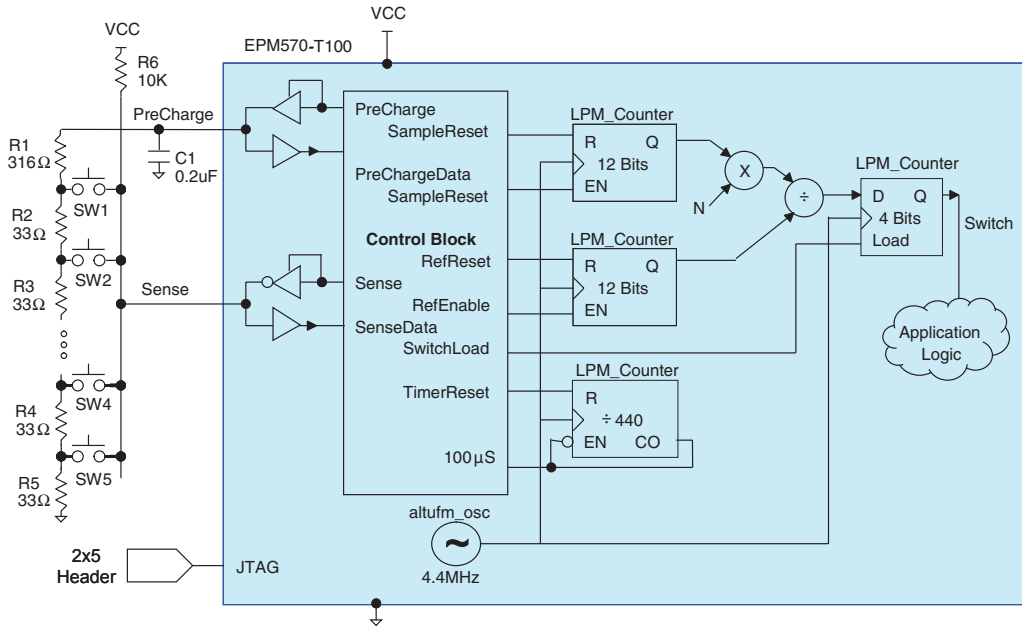 VCC
VCC
EPM570-T100
R6
10K
PreCharge
R1
316Ω
C1
0.2uF
SW1
R2
33Ω
SW2
R3
33Ω
Sense
SW4
R4
33Ω
SW5
R5
33Ω
2x5
Header
JTAG
PreCharge
SampleReset
PreChargeData
SampleReset
Control Block
RefReset
Sense
RefEnable
SenseData
SwitchLoad
TimerReset
100µS
LPM_Counter
R Q
12 Bits
EN
X
N
÷
LPM_Counter
D Q
4 Bits
Load
Switch
LPM_Counter
R Q
12 Bits
EN
Application
Logic
LPM_Counter
R
÷ 440
EN CO
altufm_osc
~
4.4MHz